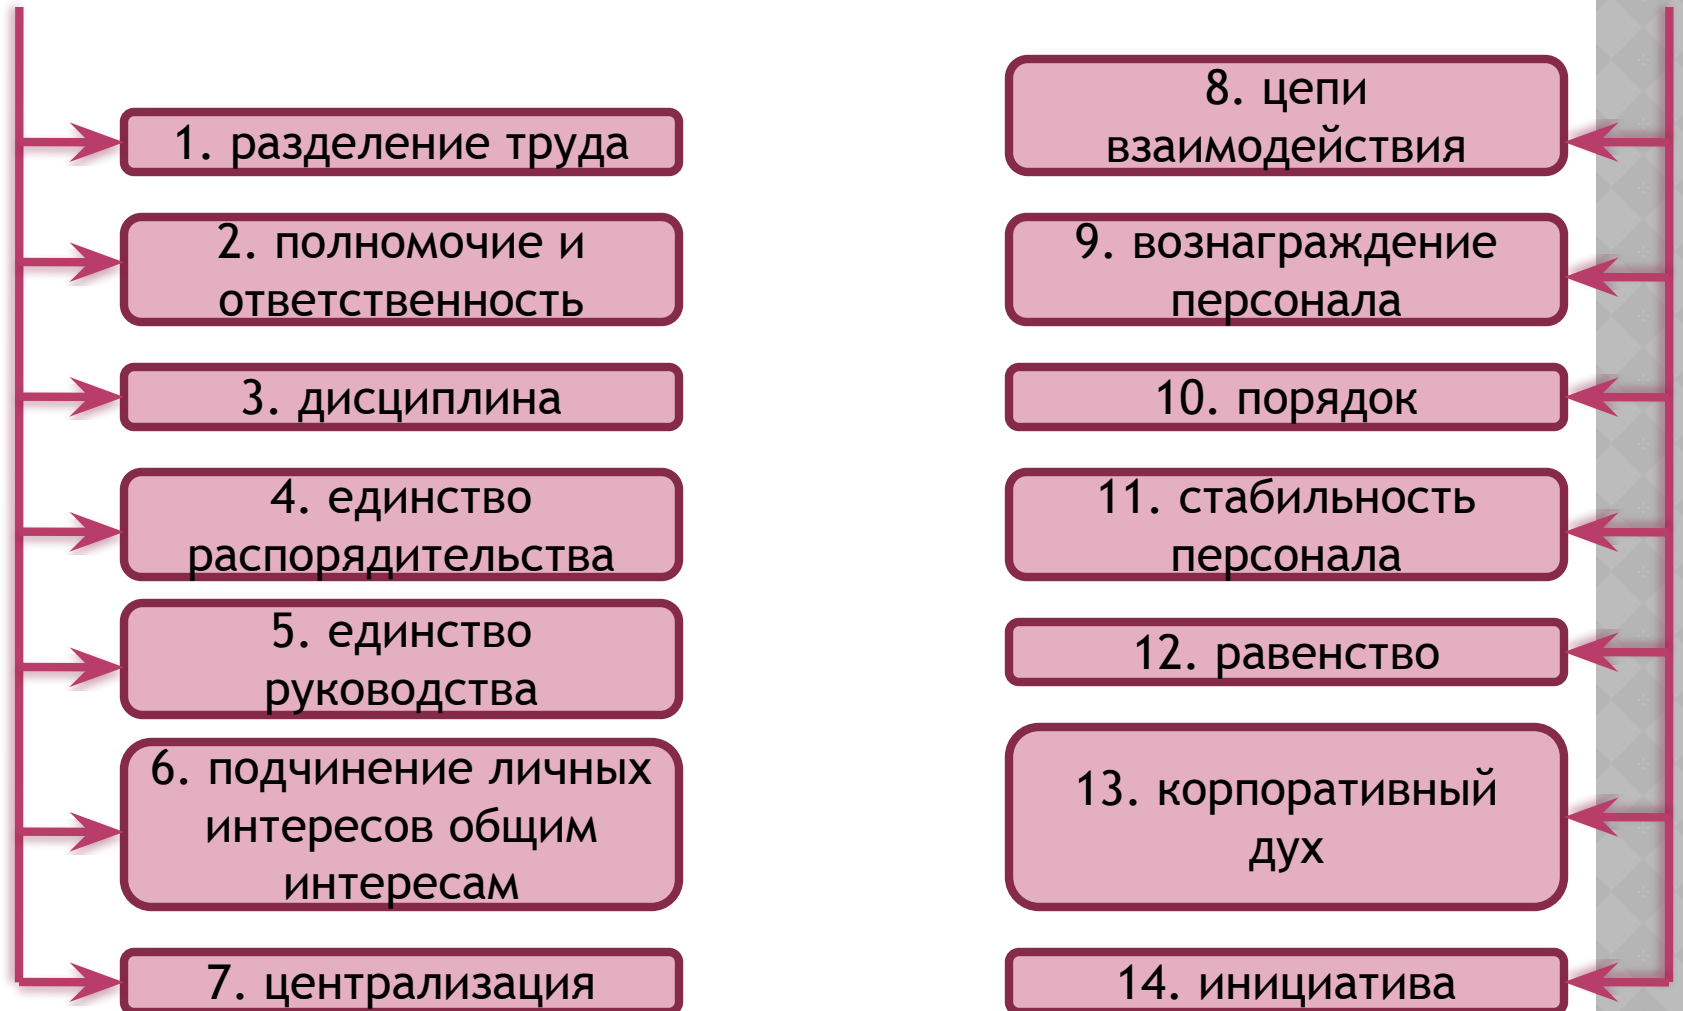 1. разделение труда
2. полномочие и
ответственность
3. дисциплина
4. единство
распорядительства
5. единство
руководства
6. подчинение личных
интересов общим
интересам
7. централизация
8. цепи
взаимодействия
9. вознаграждение
персонала
10. порядок
11. стабильность
персонала
12. равенство
13. корпоративный
дух
14. инициатива